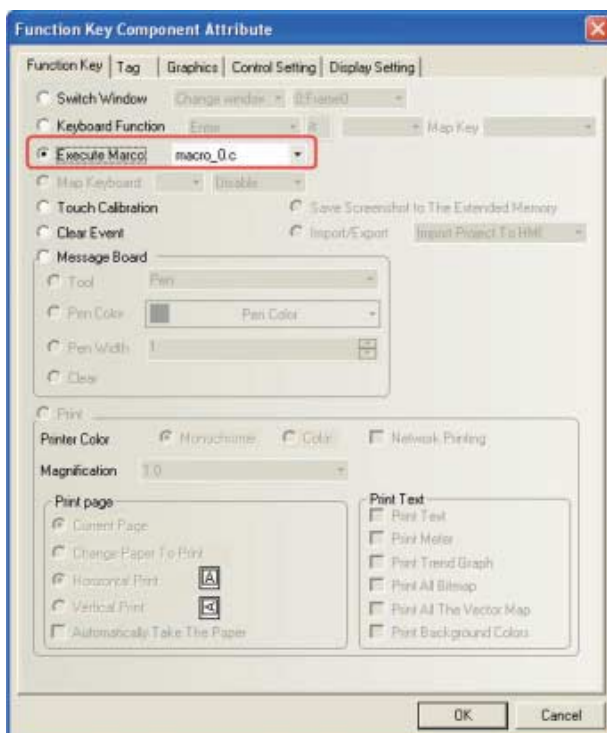 Function Key Component Attribute
Function Key Tag Graphics Control Setting Display Setting
Switch Window Change window 0:Frame0
Keyboard Function Enter Map Key
Execute Marco macro_0.c
Map Keyboard Disable
Touch Calibration Save Screenshot to The Extended Memory
Clear Event Import/Export Import Project To HMI
Message Board
Tool Pen
Pen Color Pen Color
Pen Width 1
Clear
Print
Printer Color Monochrome Color Network Printing
Magnification 1.0
Print page Print Text
Current Page Print Text
Change Paper To Print Print Meter
Horizontal Print A Print Trend Graph
Vertical Print A Print All Bitmap
Automatically Take The Paper Print All The Vector Map
Print Background Colors
OK Cancel